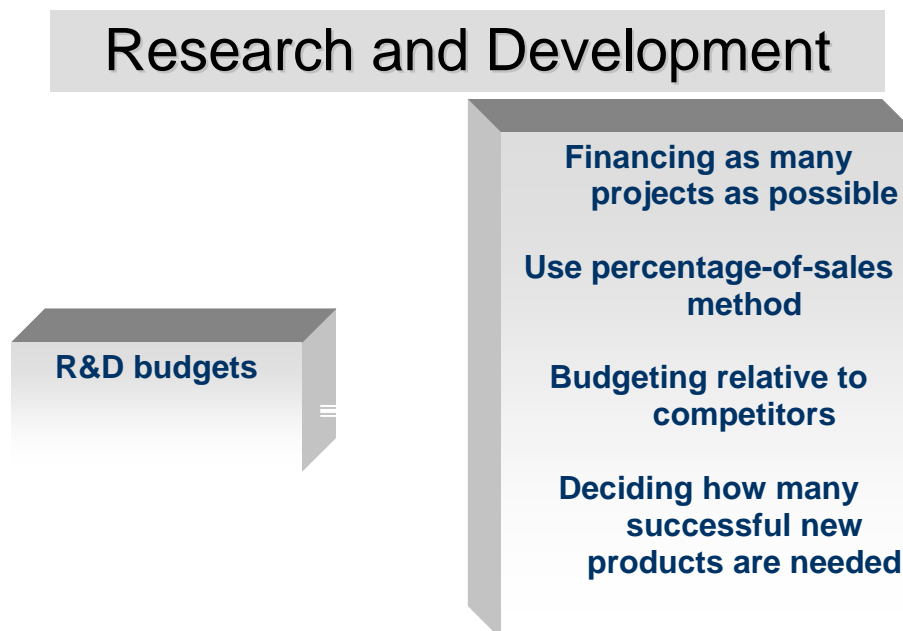 Research and Development
R&D budgets
Financing as many
projects as possible
Use percentage-of-sales
method
Budgeting relative to
competitors
Deciding how many
successful new
products are needed